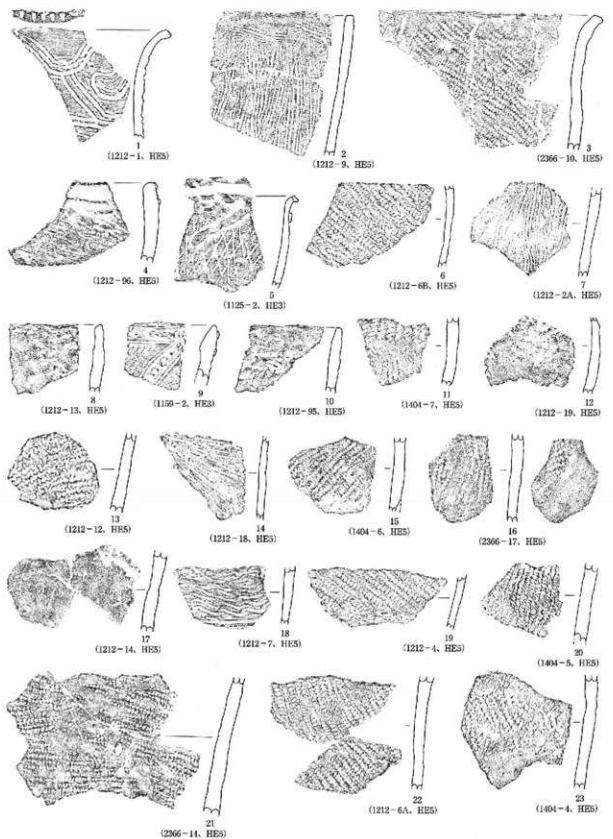 1
(1212-1、HE5)
2
(1212-9、HE5)
3
(2366-10、HE5)
4
(1212-96、HE5)
5
(1125-2、HE3)
6
(1212-6B、HE5)
7
(1212-2A、HE5)
8
(1212-13、HE5)
9
(1159-2、HE3)
10
(1212-95、HE5)
11
(1404-7、HE5)
12
(1212-19、HE5)
13
(1212-12、HE5)
14
(1212-18、HE5)
15
(1404-6、HE5)
16
(2366-17、HE5)
17
(1212-14、HE5)
18
(1212-7、HE5)
19
(1212-4、HE5)
20
(1404-5、HE5)
21
(2366-14、HE5)
22
(1212-6A、HE5)
23
(1404-4、HE5)